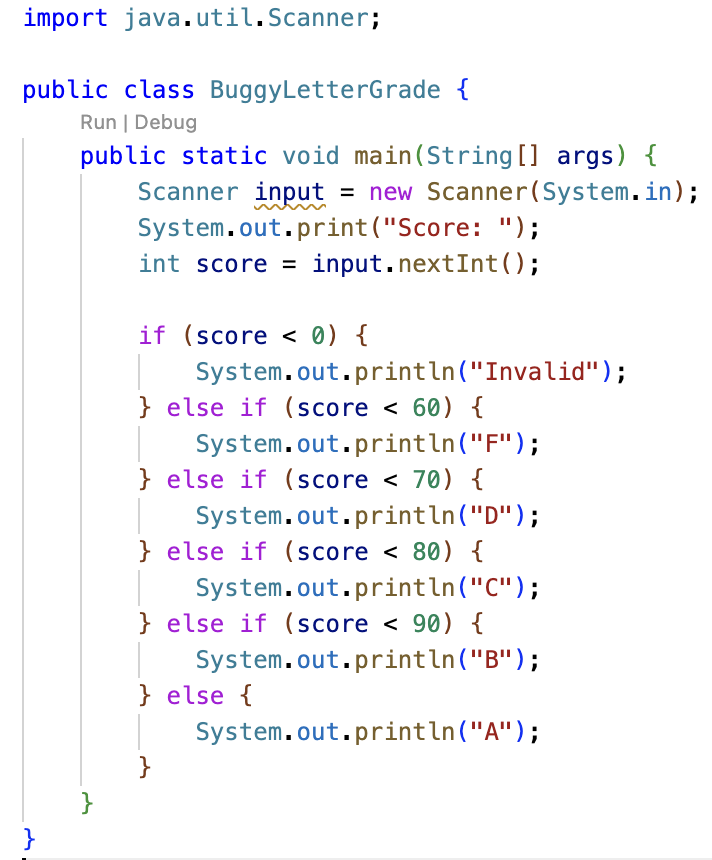 import java.util.Scanner;

public class BuggyLetterGrade {
    Run | Debug
    public static void main(String[] args) {
        Scanner input = new Scanner(System.in);
        System.out.print("Score: ");
        int score = input.nextInt();

        if (score < 0) {
            System.out.println("Invalid");
        } else if (score < 60) {
            System.out.println("F");
        } else if (score < 70) {
            System.out.println("D");
        } else if (score < 80) {
            System.out.println("C");
        } else if (score < 90) {
            System.out.println("B");
        } else {
            System.out.println("A");
        }
    }
}